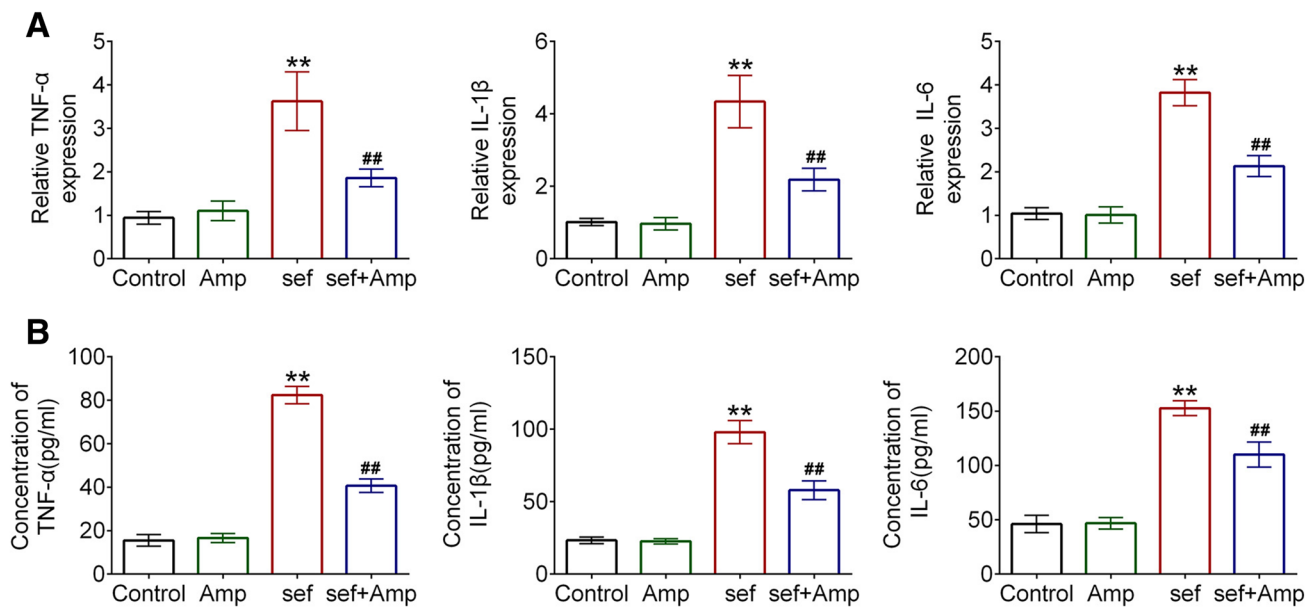 A
Relative TNF-α
expression
5
4
3
2
1
0
**
##
Control Amp sef sef+Amp
Relative IL-1β
expression
6
4
2
0
**
##
Control Amp sef sef+Amp
Relative IL-6
expression
5
4
3
2
1
0
**
##
Control Amp sef sef+Amp
B
Concentration of
TNF-α(pg/ml)
100
80
60
40
20
0
**
##
Control Amp sef sef+Amp
Concentration of
IL-1β(pg/ml)
150
100
50
0
**
##
Control Amp sef sef+Amp
Concentration of
IL-6(pg/ml)
200
150
100
50
0
**
##
Control Amp sef sef+Amp